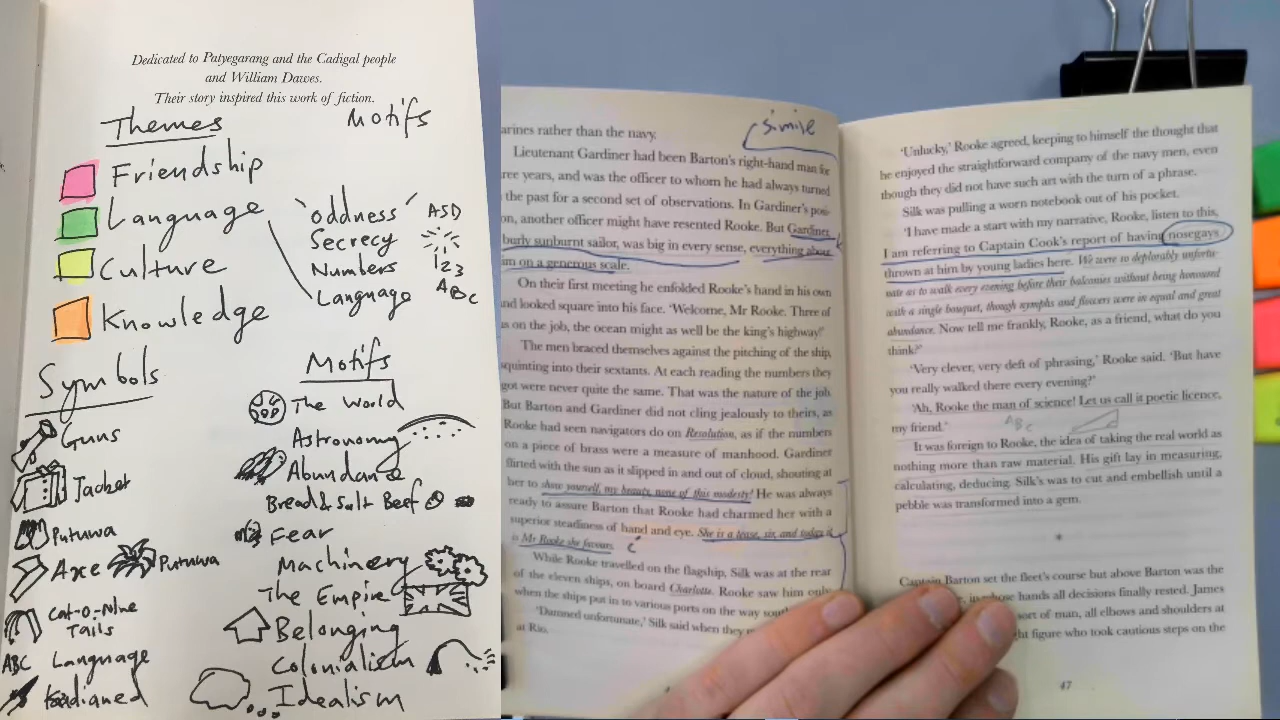 Dedicated to Patyegarang and the Cadigal people
and William Dawes.
Their story inspired this work of fiction.
Themes
Friendship
Language
Culture
Knowledge
Motifs
'oddness' ASD
Secrecy
Numbers 123
Language ABC
Symbols
Guns
Jacket
Putuwa
Axe Putuwa
Cat-o-Nine
Tails
ABC Language
Kadianed
Motifs
The World
Astronomy
Abundance
Bread & Salt Beef
Fear
Machinery
The Empire
Belonging
Colonialism
Idealism
simile
arines rather than the navy.
Lieutenant Gardiner had been Barton's right-hand man for
ree years, and was the officer to whom he had always turned
the past for a second set of observations. In Gardiner's posi-
on, another officer might have resented Rooke. But Gardiner,
burly sunburnt sailor, was big in every sense, everything about
im on a generous scale.
On their first meeting he enfolded Rooke's hand in his own
nd looked square into his face. 'Welcome, Mr Rooke. Three of
s on the job, the ocean might as well be the king's highway!'
The men braced themselves against the pitching of the ship,
squinting into their sextants. At each reading the numbers they
got were never quite the same. That was the nature of the job.
But Barton and Gardiner did not cling jealously to theirs, as
Rooke had seen navigators do on Resolution, as if the numbers
on a piece of brass were a measure of manhood. Gardiner
flirted with the sun as it slipped in and out of cloud, shouting at
her to show yourself, my beauty, none of this modesty! He was always
ready to assure Barton that Rooke had charmed her with a
superior steadiness of hand and eye. She is a tease, sir, and today it
is Mr Rooke she favours.
While Rooke travelled on the flagship, Silk was at the rear
of the eleven ships, on board Charlotte. Rooke saw him only
when the ships put in to various ports on the way
'Damned unfortunate,' Silk said when they
at Rio.
'Unlucky,' Rooke agreed, keeping to himself the thought that
he enjoyed the straightforward company of the navy men, even
though they did not have such art with the turn of a phrase.
Silk was pulling a worn notebook out of his pocket.
'I have made a start with my narrative, Rooke, listen to this,
I am referring to Captain Cook's report of having nosegays
thrown at him by young ladies here. We were so deplorably unfortu-
nate as to walk every evening before their balconies without being honoured
with a single bouquet, though nymphs and flowers were in equal and great
abundance. Now tell me frankly, Rooke, as a friend, what do you
think?'
'Very clever, very deft of phrasing,' Rooke said. 'But have
you really walked there every evening?'
'Ah, Rooke the man of science! Let us call it poetic licence,
my friend.'
ABC
It was foreign to Rooke, the idea of taking the real world as
nothing more than raw material. His gift lay in measuring,
calculating, deducing. Silk's was to cut and embellish until a
pebble was transformed into a gem.
*
Captain Barton set the fleet's course but above Barton was the
in whose hands all decisions finally rested. James
sort of man, all elbows and shoulders at
figure who took cautious steps on the
47